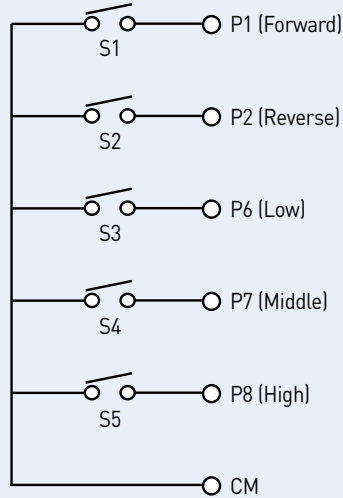 P1 (Forward)
S1
P2 (Reverse)
S2
P6 (Low)
S3
P7 (Middle)
S4
P8 (High)
S5
CM